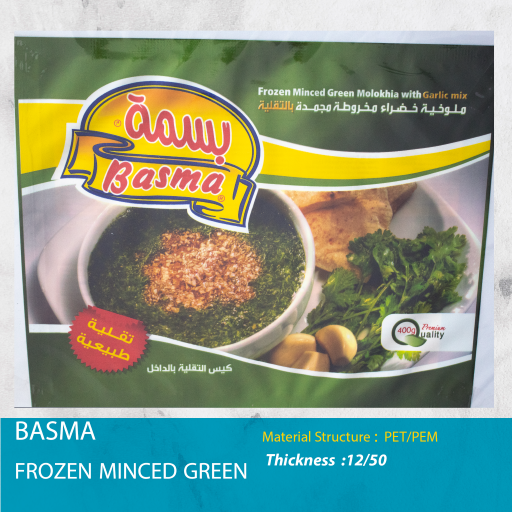 Frozen Minced Green Molokhia with Garlic mix
ملوخية خضراء مخروطة مجمدة بالتقلية
بسمة
Basma
400g Premium Quality
تقلية
طبيعية
كيس التقلية بالداخل
BASMA
FROZEN MINCED GREEN
Material Structure : PET/PEM
Thickness :12/50